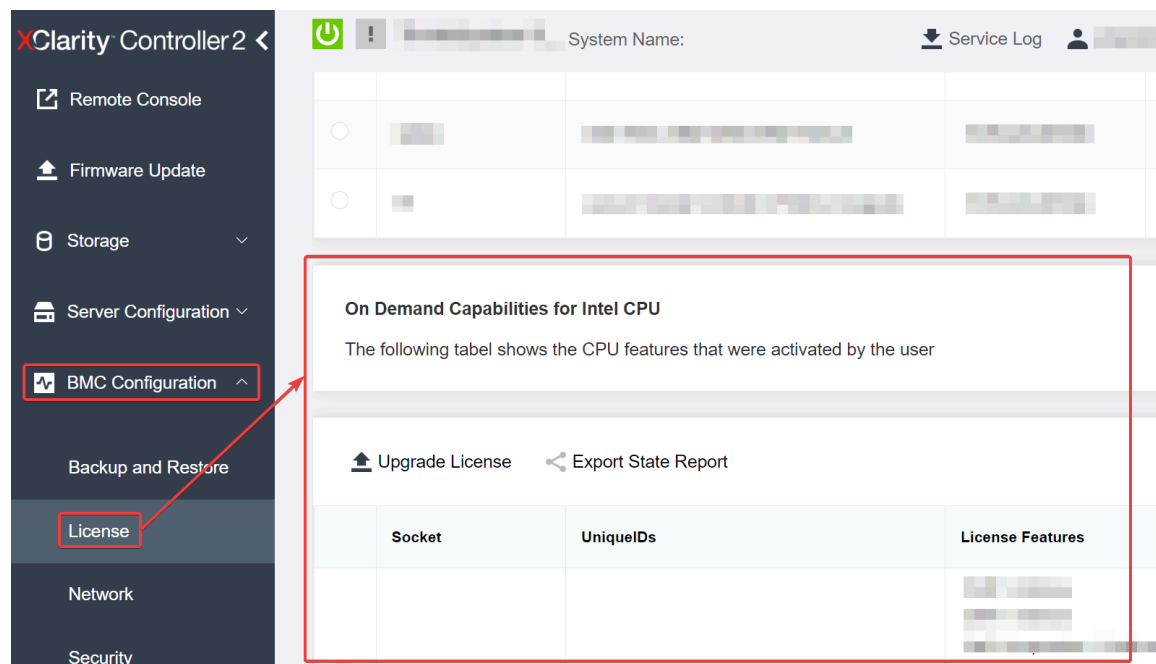 XClarity Controller 2
System Name:
Service Log
Remote Console
Firmware Update
Storage
Server Configuration
BMC Configuration
Backup and Restore
License
Network
Security
On Demand Capabilities for Intel CPU
The following tabel shows the CPU features that were activated by the user
Upgrade License
Export State Report
Socket
UniqueIDs
License Features